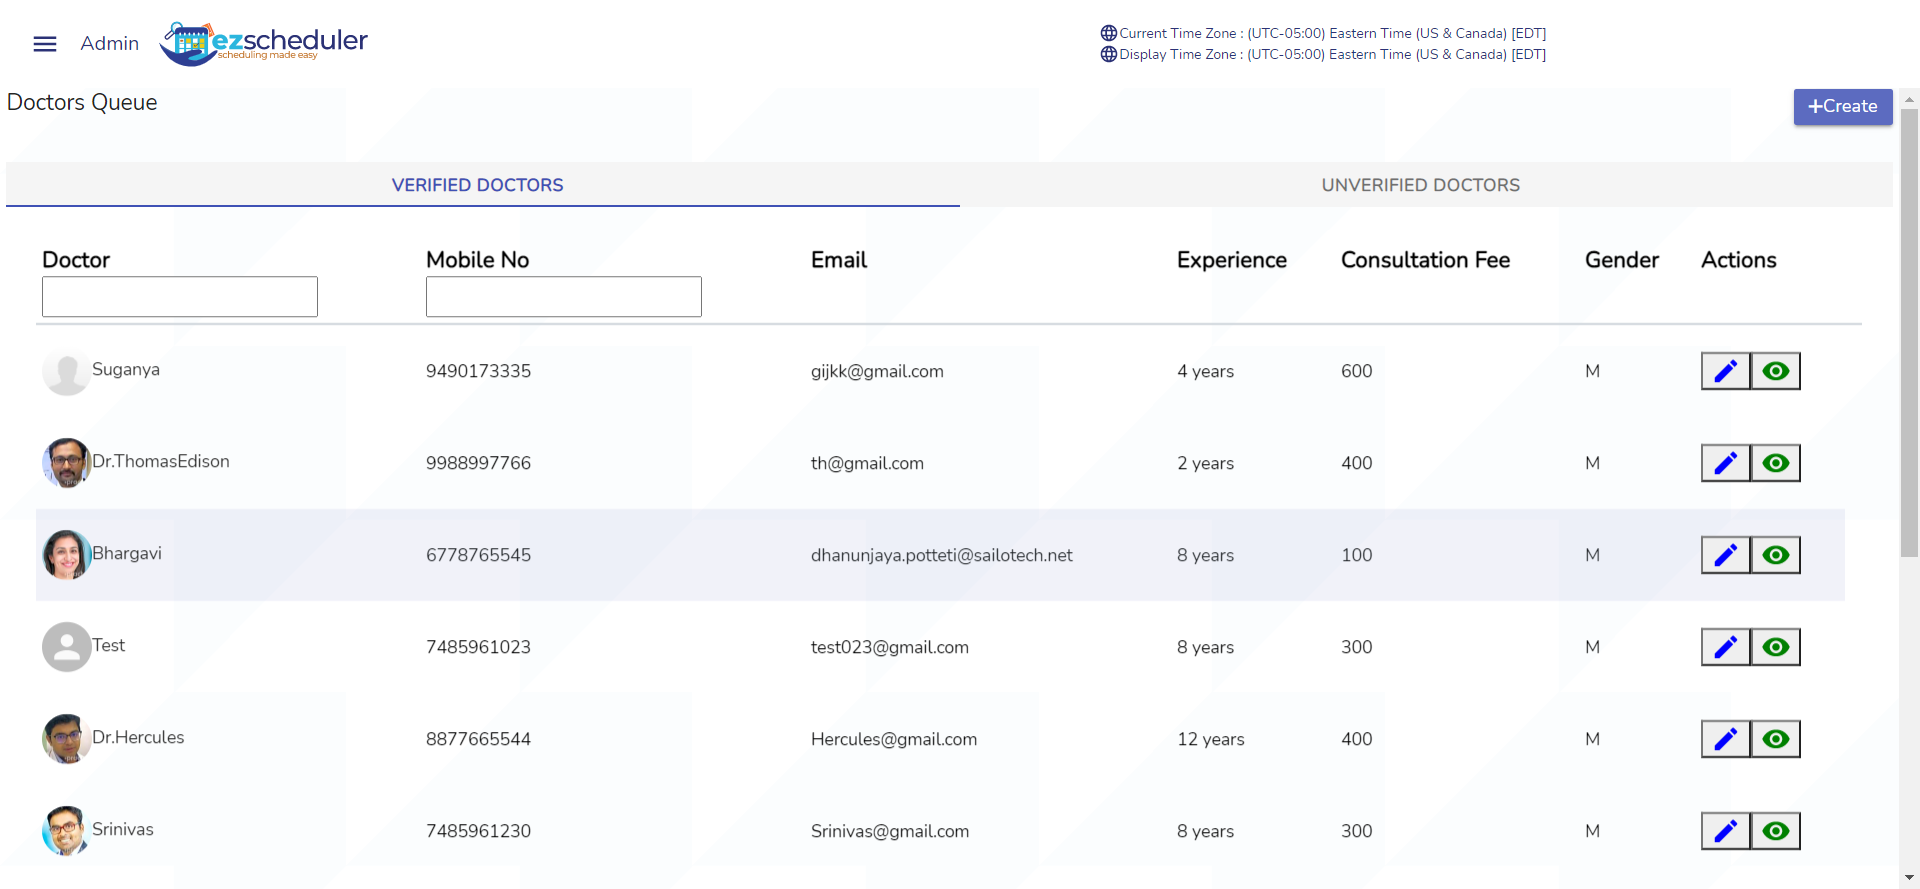 Admin
ezscheduler
scheduling made easy
Current Time Zone : (UTC-05:00) Eastern Time (US & Canada) [EDT]
Display Time Zone : (UTC-05:00) Eastern Time (US & Canada) [EDT]
Doctors Queue
+Create
VERIFIED DOCTORS UNVERIFIED DOCTORS
Doctor Mobile No Email Experience Consultation Fee Gender Actions
Suganya 9490173335 gijkk@gmail.com 4 years 600 M
Dr.ThomasEdison 9988997766 th@gmail.com 2 years 400 M
Bhargavi 6778765545 dhanunjaya.potteti@sailotech.net 8 years 100 M
Test 7485961023 test023@gmail.com 8 years 300 M
Dr.Hercules 8877665544 Hercules@gmail.com 12 years 400 M
Srinivas 7485961230 Srinivas@gmail.com 8 years 300 M